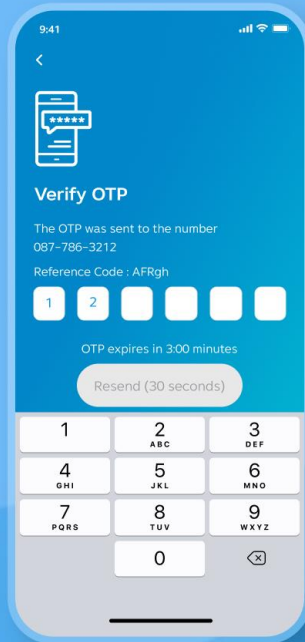 9:41
*****
Verify OTP
The OTP was sent to the number
087-786-3212
Reference Code : AFRgh
1 2
OTP expires in 3:00 minutes
Resend (30 seconds)
1 2 3
ABC DEF
4 5 6
GHI JKL MNO
7 8 9
PQRS TUV WXYZ
0